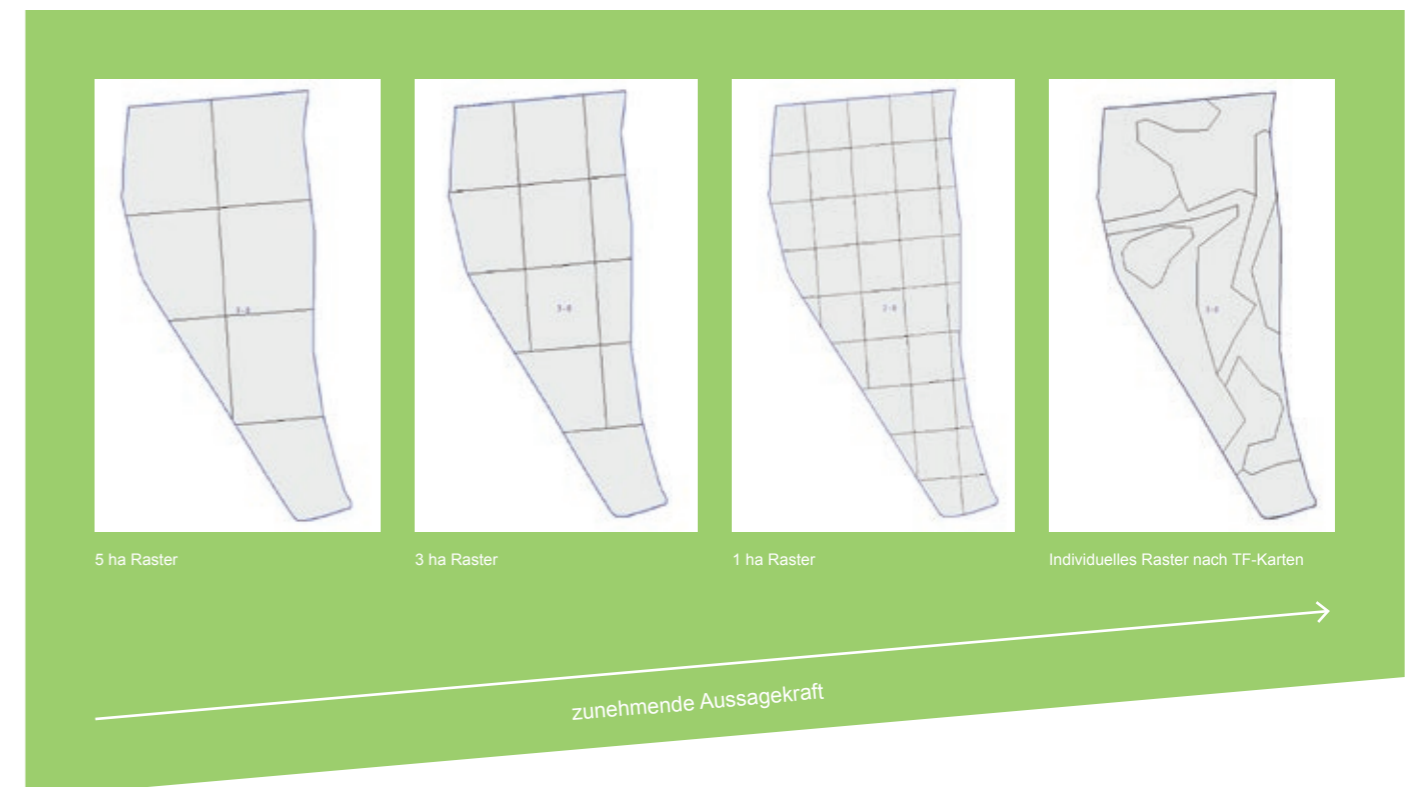 5 ha Raster
3 ha Raster
1 ha Raster
Individuelles Raster nach TF-Karten
zunehmende Aussagekraft